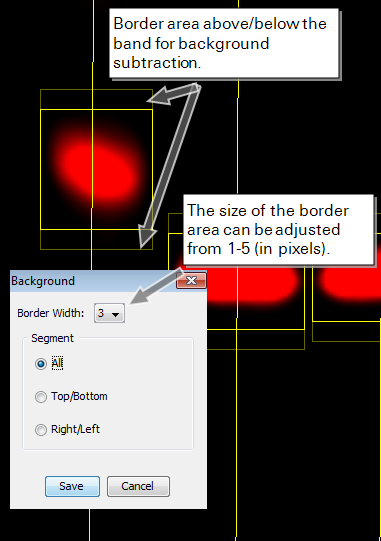 Border area above/below the
band for background
subtraction.
The size of the border
area can be adjusted
from 1-5 (in pixels).
Background
Border Width: 3
Segment
All
Top/Bottom
Right/Left
Save Cancel